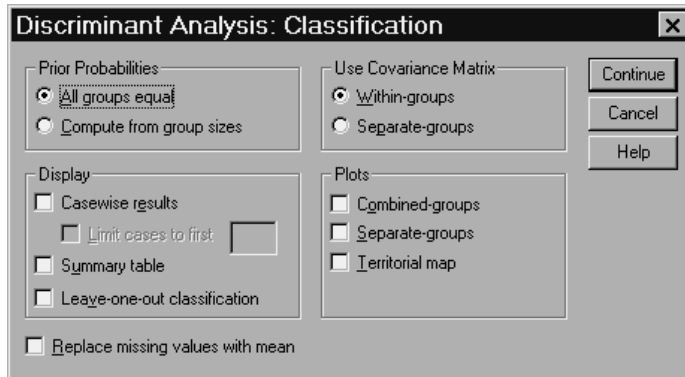 Discriminant Analysis: Classification
Prior Probabilities
All groups equal
Compute from group sizes
Use Covariance Matrix
Within-groups
Separate-groups
Continue
Cancel
Help
Display
Casewise results
Limit cases to first
Summary table
Leave-one-out classification
Plots
Combined-groups
Separate-groups
Territorial map
Replace missing values with mean